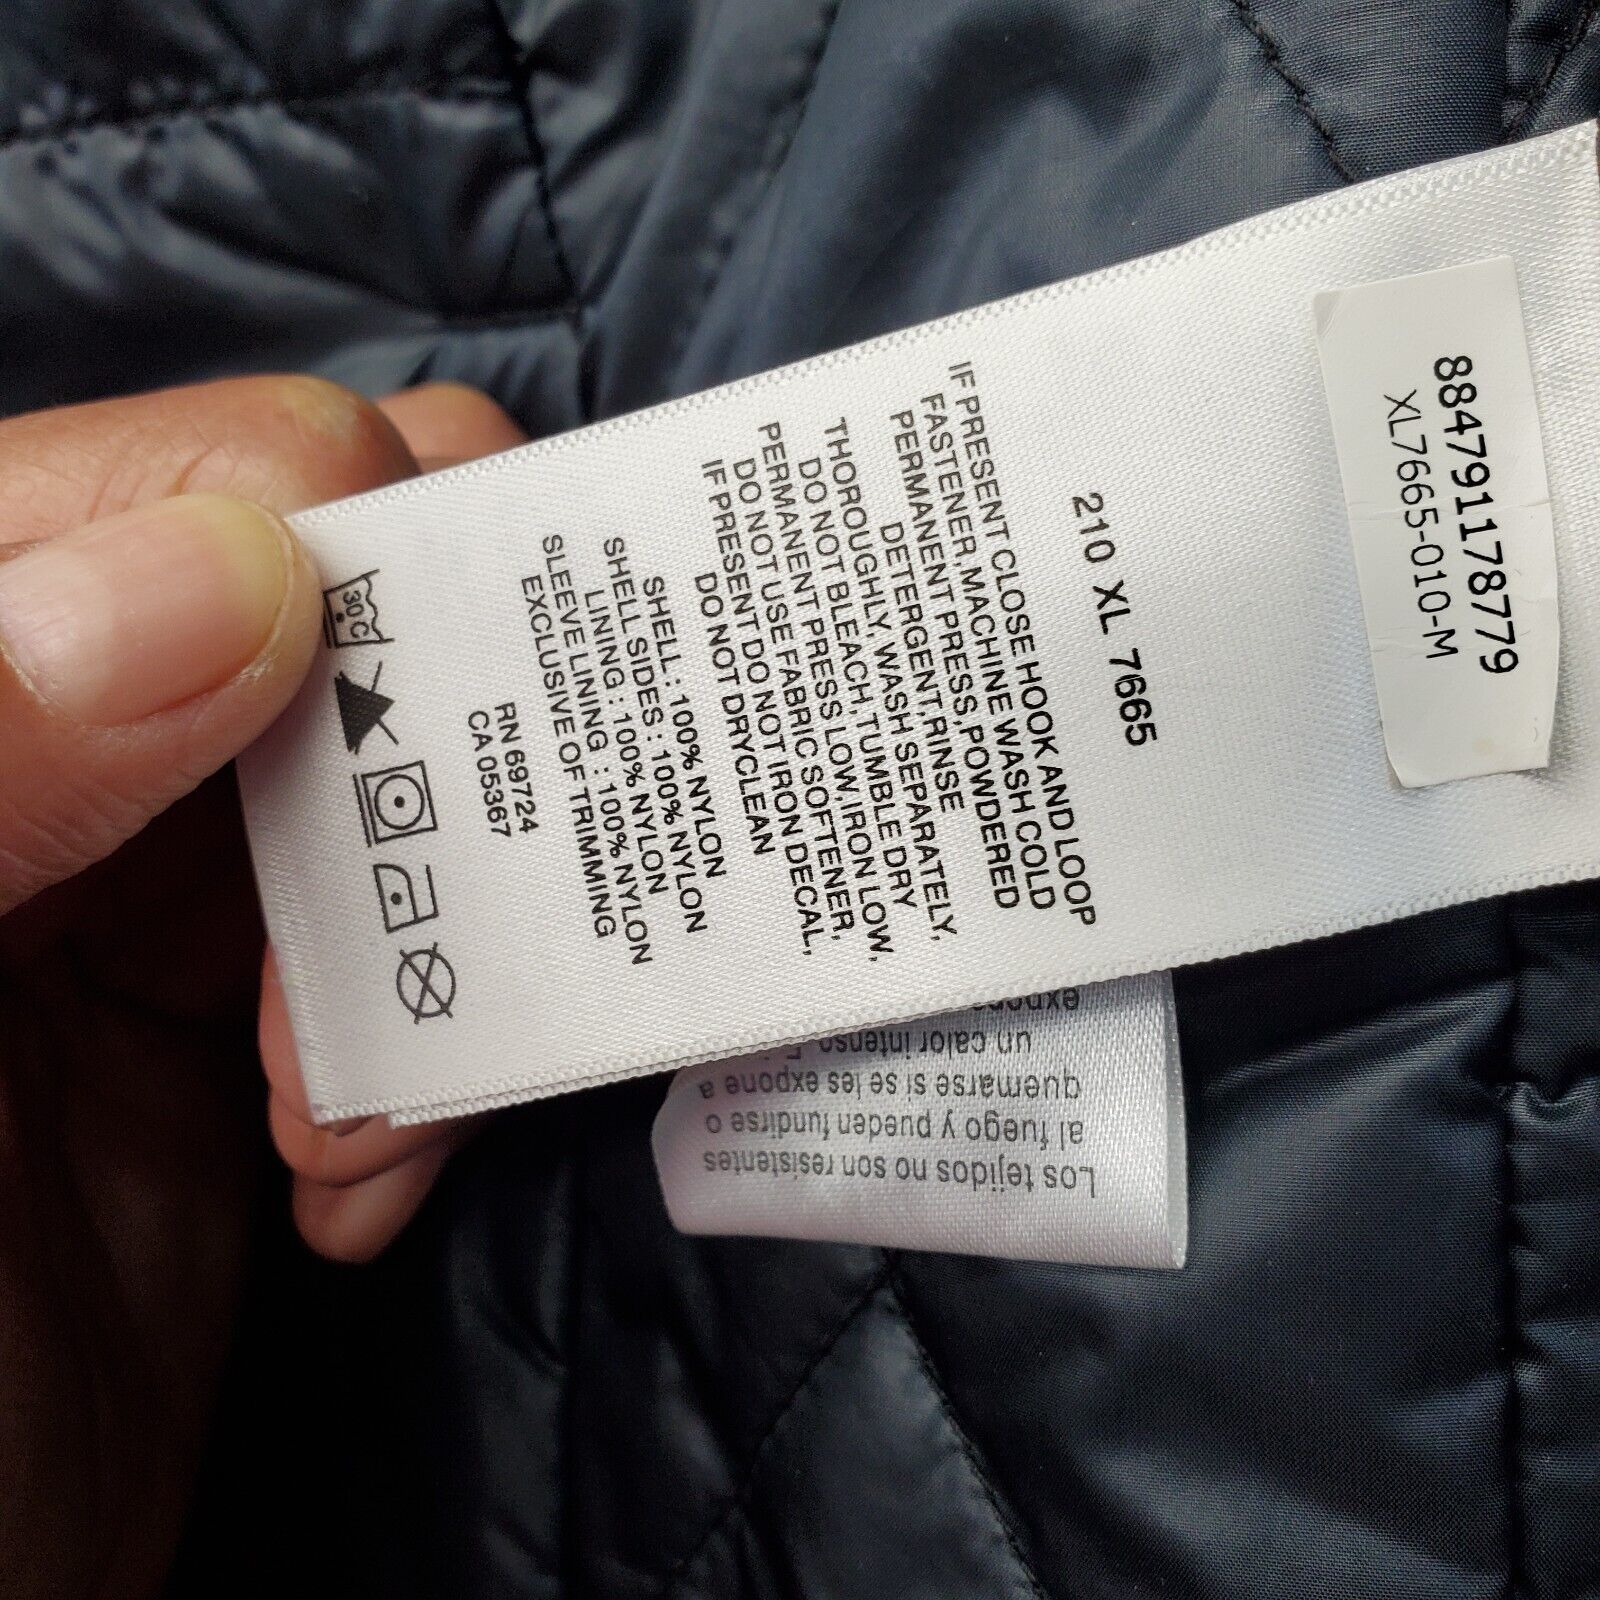 884791178779
XL7665-010-M
210 XL 7665
IF PRESENT CLOSE HOOK AND LOOP
FASTENER,MACHINE WASH COLD
PERMANENT PRESS,POWDERED
DETERGENT,RINSE
THOROUGHLY, WASH SEPARATELY,
DO NOT BLEACH,TUMBLE DRY
PERMANENT PRESS LOW,IRON LOW,
DO NOT USE FABRIC SOFTENER,
IF PRESENT DO NOT IRON DECAL,
DO NOT DRYCLEAN
SHELL : 100% NYLON
SHELL SIDES : 100% NYLON
LINING : 100% NYLON
SLEEVE LINING : 100% NYLON
EXCLUSIVE OF TRIMMING
RN 69724
CA 05367
30 C
Los tejidos no son resistentes
al fuego y pueden fundirse o
quemarse si se les expone a
un calor intenso.